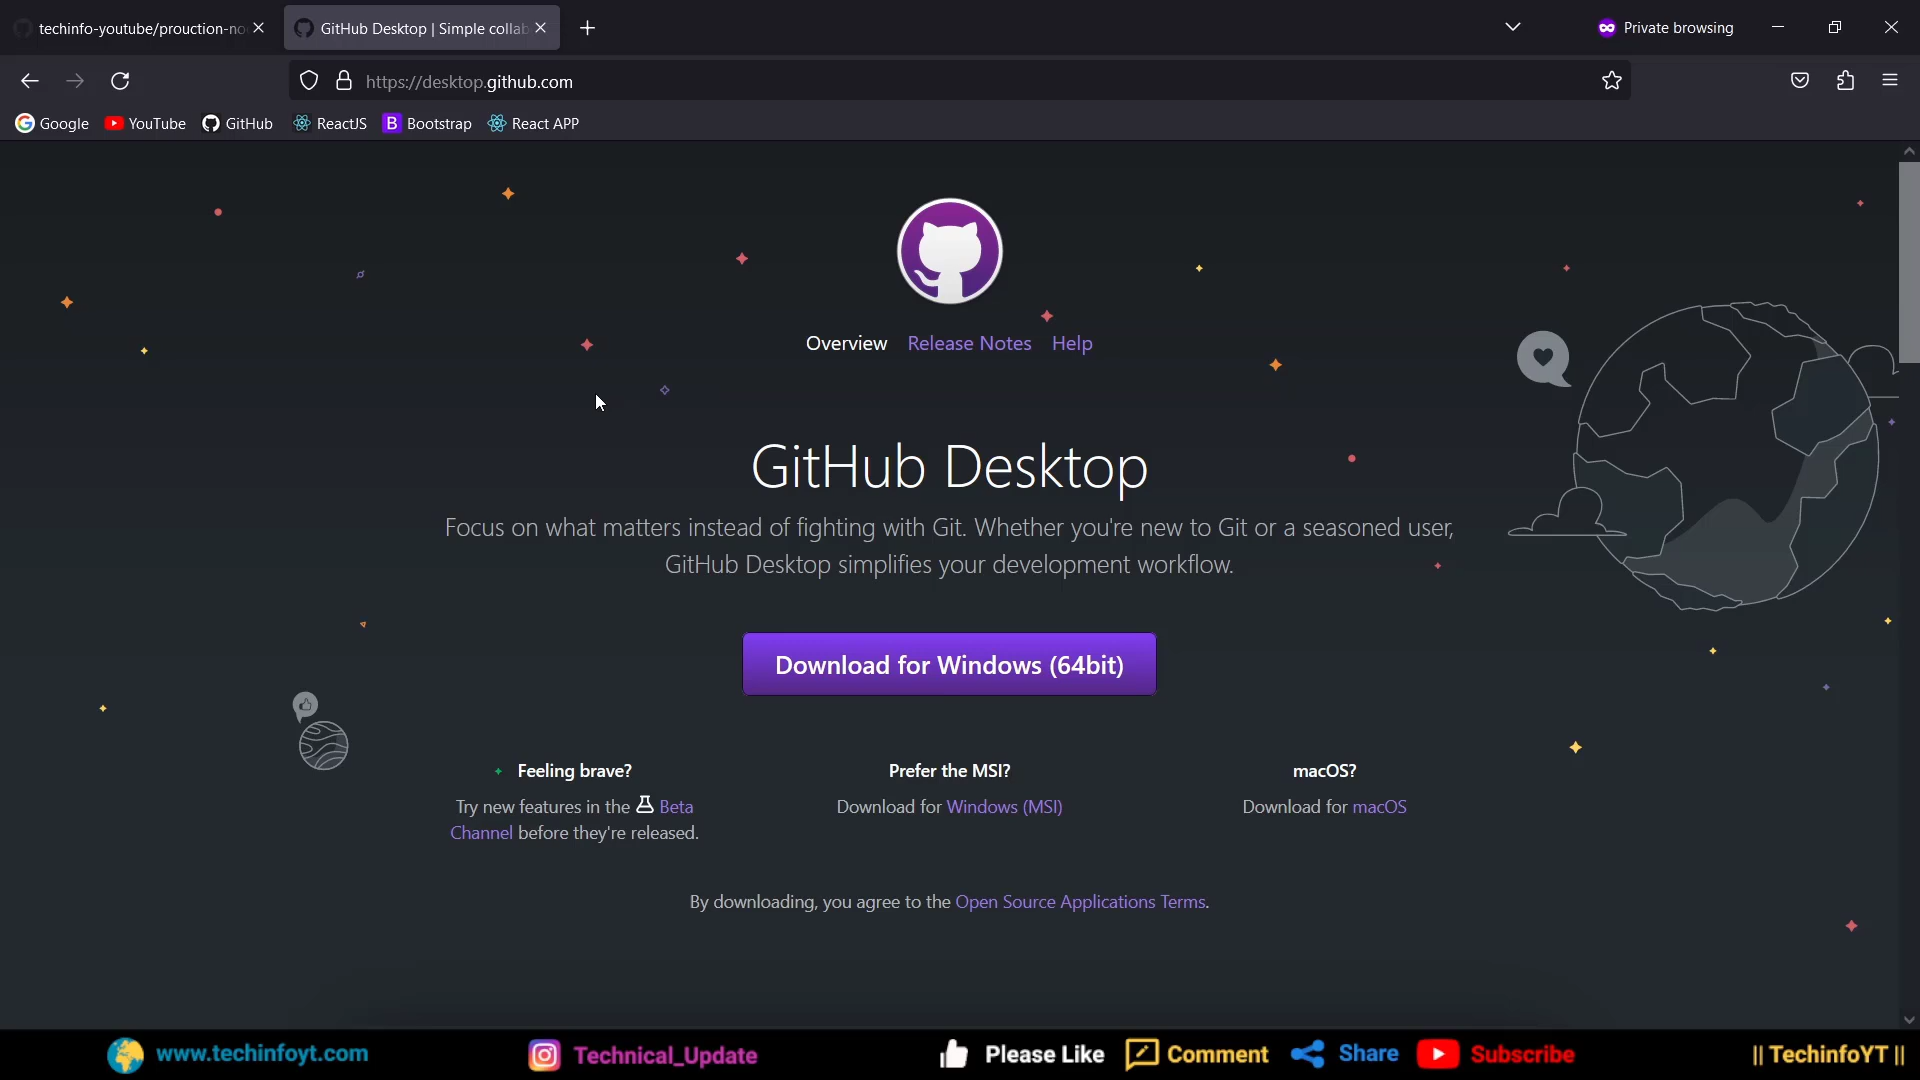 techinfo-youtube/prouction-no
GitHub Desktop | Simple collab
Private browsing
https://desktop.github.com
Google YouTube GitHub ReactJS Bootstrap React APP
Overview Release Notes Help
GitHub Desktop
Focus on what matters instead of fighting with Git. Whether you're new to Git or a seasoned user,
GitHub Desktop simplifies your development workflow.
Download for Windows (64bit)
Feeling brave?
Try new features in the Beta
Channel before they're released.
Prefer the MSI?
Download for Windows (MSI)
macOS?
Download for macOS
By downloading, you agree to the Open Source Applications Terms.
www.techinfoyt.com Technical_Update Please Like Comment Share Subscribe || TechinfoYT ||